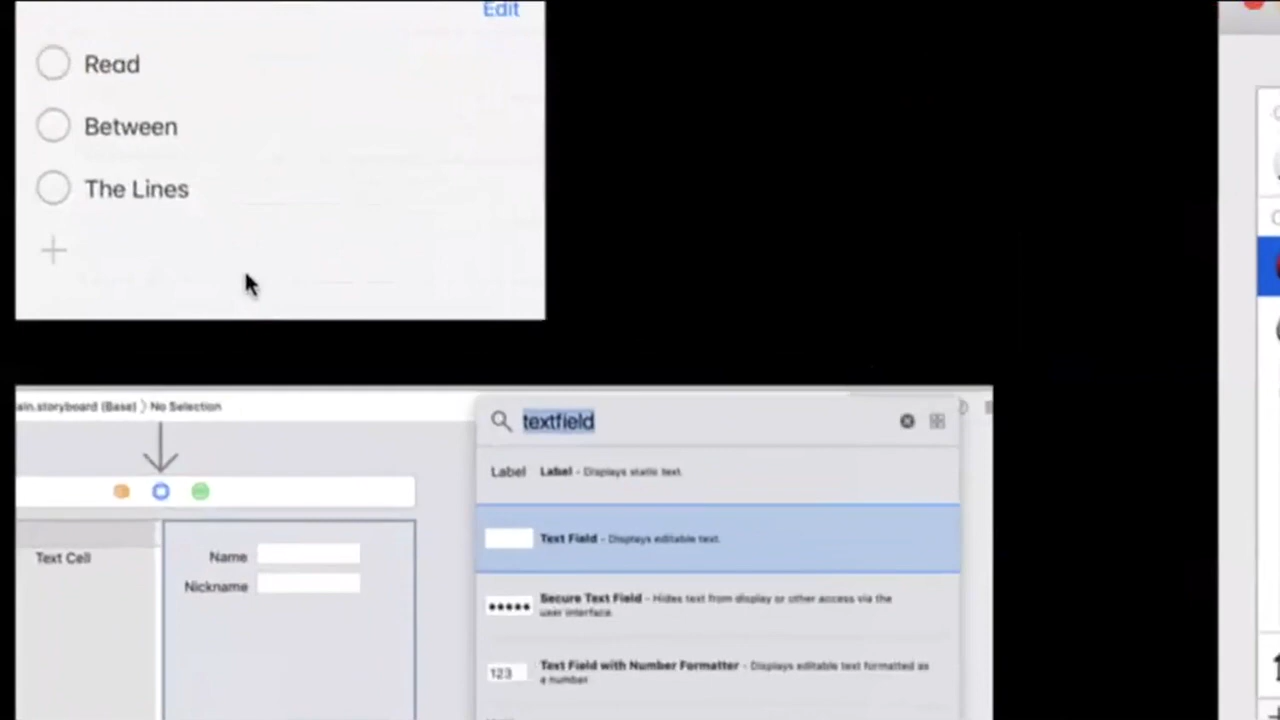 Edit
Read
Between
The Lines
ain.storyboard (Base) 〉No Selection
textfield
Label
Label - Displays static text.
Text Field - Displays editable text.
Text Cell
Name
Nickname
Secure Text Field - Hides text from display or other access via the
user interface.
123
Text Field with Number Formatter - Displays editable text formatted as
a number.